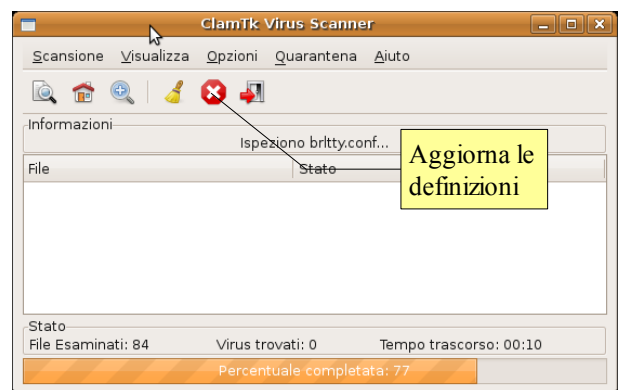 ClamTk Virus Scanner
Scansione Visualizza Opzioni Quarantena Aiuto
Informazioni
Ispeziono brltty.conf...
Aggiorna le
definizioni
File Stato
Stato
File Esaminati: 84 Virus trovati: 0 Tempo trascorso: 00:10
Percentuale completata: 77